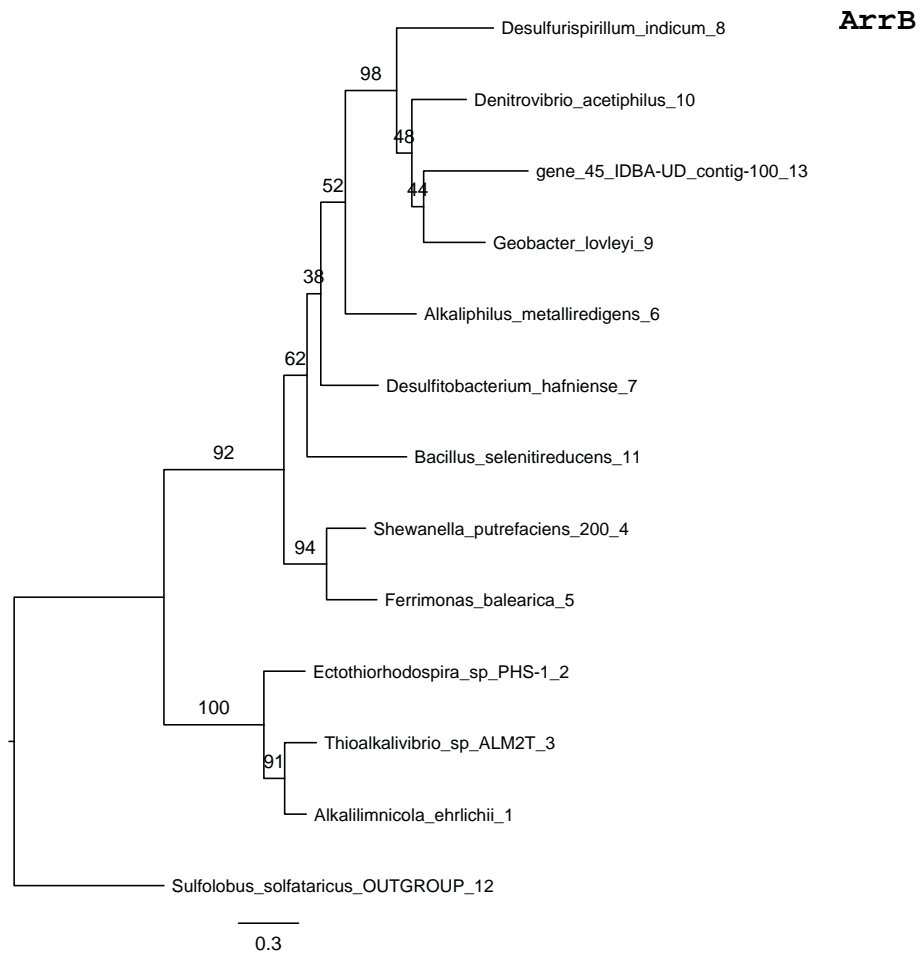 ArrB
Desulfurispirillum_indicum_8
98
Denitrovibrio_acetiphilus_10
48
gene_45_IDBA-UD_contig-100_13
52
44
Geobacter_lovleyi_9
38
Alkaliphilus_metalliredigens_6
62
Desulfitobacterium_hafniense_7
92
Bacillus_selenitireducens_11
Shewanella_putrefaciens_200_4
94
Ferrimonas_balearica_5
Ectothiorhodospira_sp_PHS-1_2
100
Thioalkalivibrio_sp_ALM2T_3
91
Alkalilimnicola_ehrlichii_1
Sulfolobus_solfataricus_OUTGROUP_12
0.3